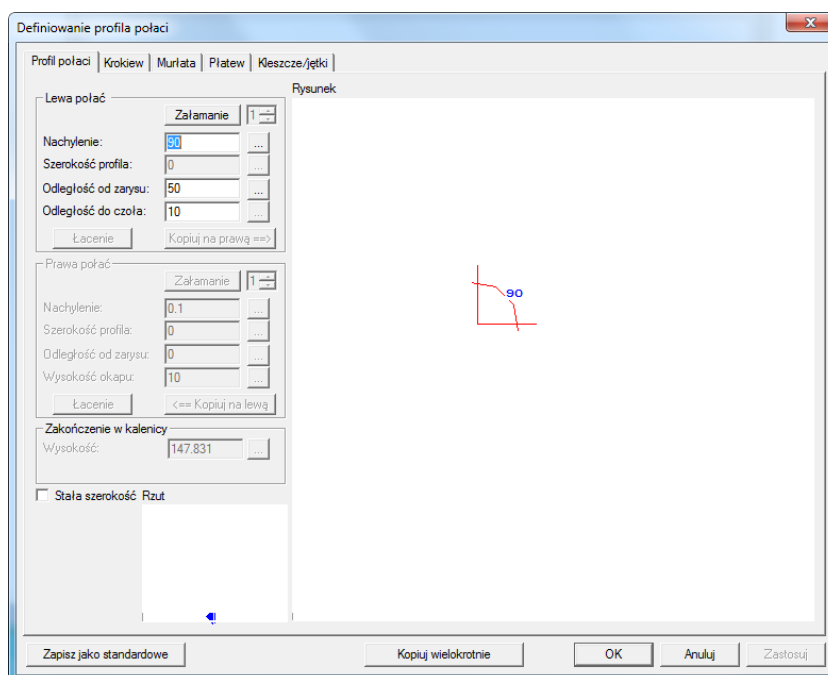 Definiowanie profila połaci
Profil połaci Krokiew Murłata Płatew Kleszcze/jętki
Lewa połać
Załamanie 1
Nachylenie: 90 ...
Szerokość profila: 0 ...
Odległość od zarysu: 50 ...
Odległość do czoła: 10 ...
Łacenie Kopiuj na prawą ==>
Prawa połać
Załamanie 1
Nachylenie: 0.1 ...
Szerokość profila: 0 ...
Odległość od zarysu: 0 ...
Wysokość okapu: 10 ...
Łacenie <== Kopiuj na lewą
Zakończenie w kalenicy
Wysokość: 147.831 ...
Stała szerokość Rzut
Rysunek
90
Zapisz jako standardowe Kopiuj wielokrotnie OK Anuluj Zastosuj